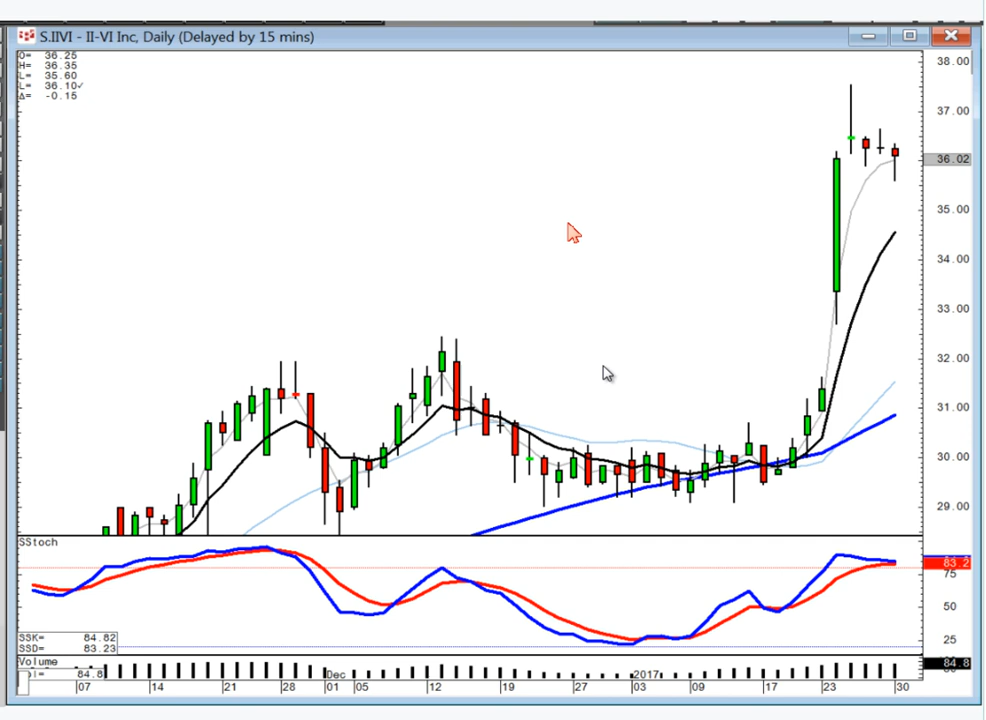 S.IIVI - II-VI Inc, Daily (Delayed by 15 mins)
O= 36.25
H= 36.35
L= 35.60
L= 36.10✓
Δ= -0.15
38.00
37.00
36.02
35.00
34.00
33.00
32.00
31.00
30.00
29.00
SStoch
83.2
75
50
25
SSK= 84.82
SSD= 83.23
Volume
84.8
84.8
07 14 21 28 Dec 01 05 12 19 27 2017 03 09 17 23 30